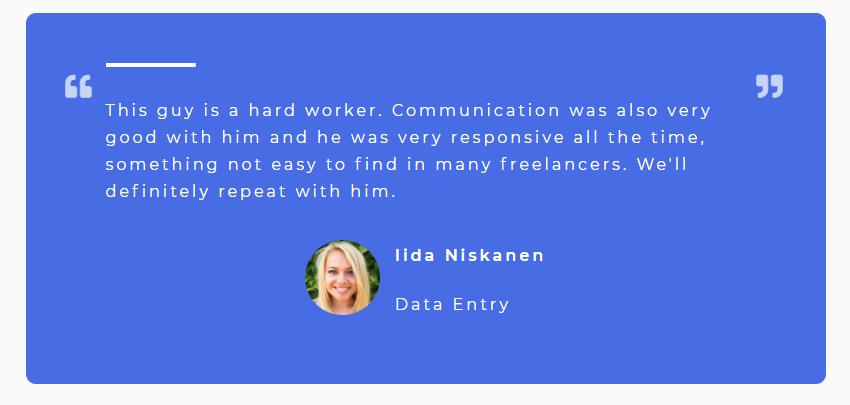 “
”
This guy is a hard worker. Communication was also very
good with him and he was very responsive all the time,
something not easy to find in many freelancers. We'll
definitely repeat with him.
Iida Niskanen
Data Entry